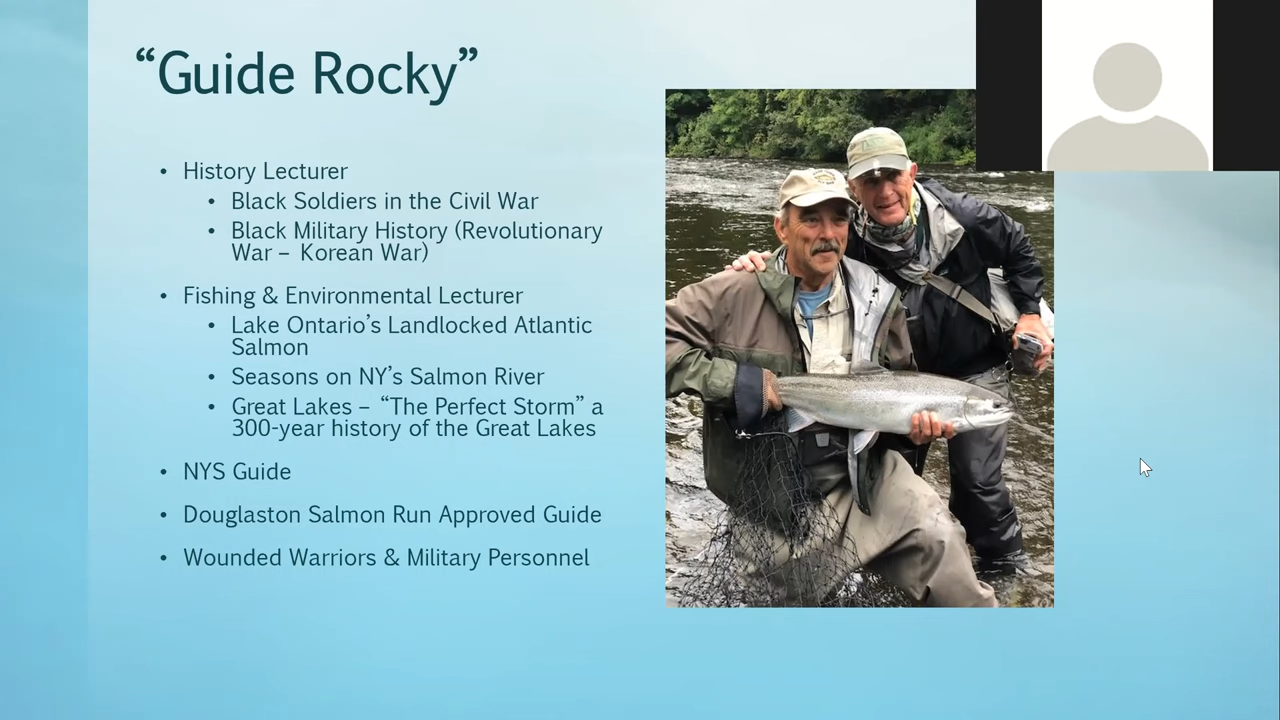 “Guide Rocky”
• History Lecturer
• Black Soldiers in the Civil War
• Black Military History (Revolutionary
War – Korean War)
• Fishing & Environmental Lecturer
• Lake Ontario’s Landlocked Atlantic
Salmon
• Seasons on NY’s Salmon River
• Great Lakes – “The Perfect Storm” a
300-year history of the Great Lakes
• NYS Guide
• Douglaston Salmon Run Approved Guide
• Wounded Warriors & Military Personnel